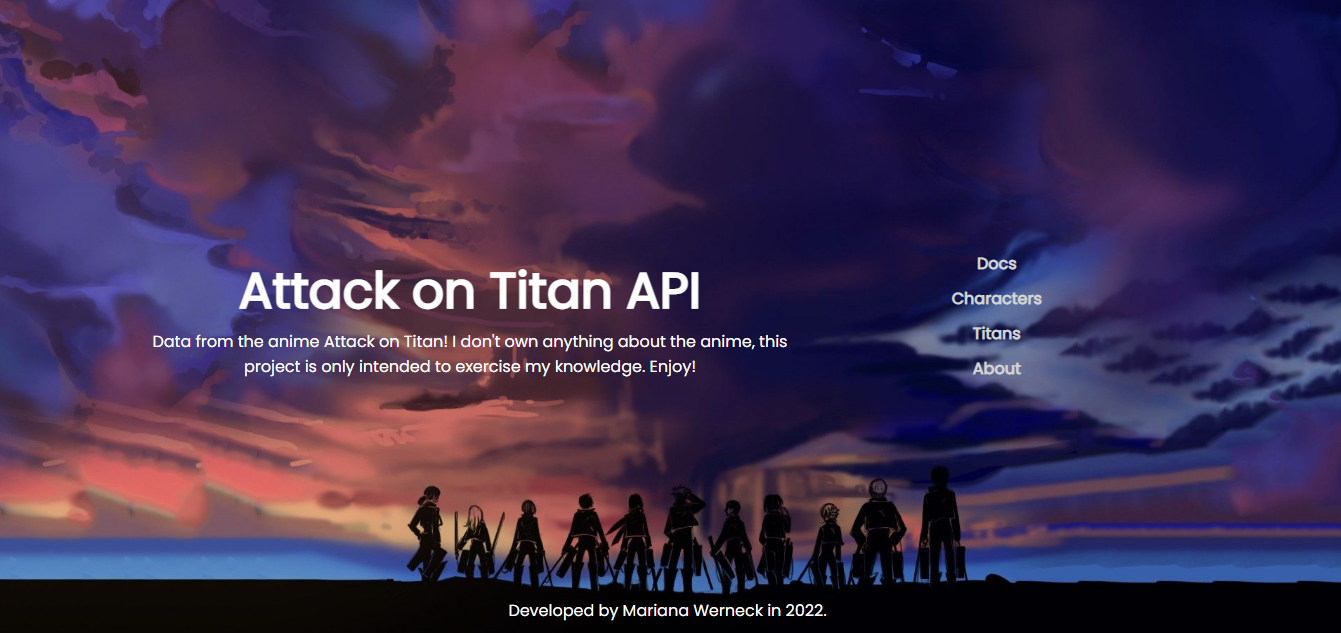 Attack on Titan API
Data from the anime Attack on Titan! I don't own anything about the anime, this
project is only intended to exercise my knowledge. Enjoy!
Docs
Characters
Titans
About
Developed by Mariana Werneck in 2022.